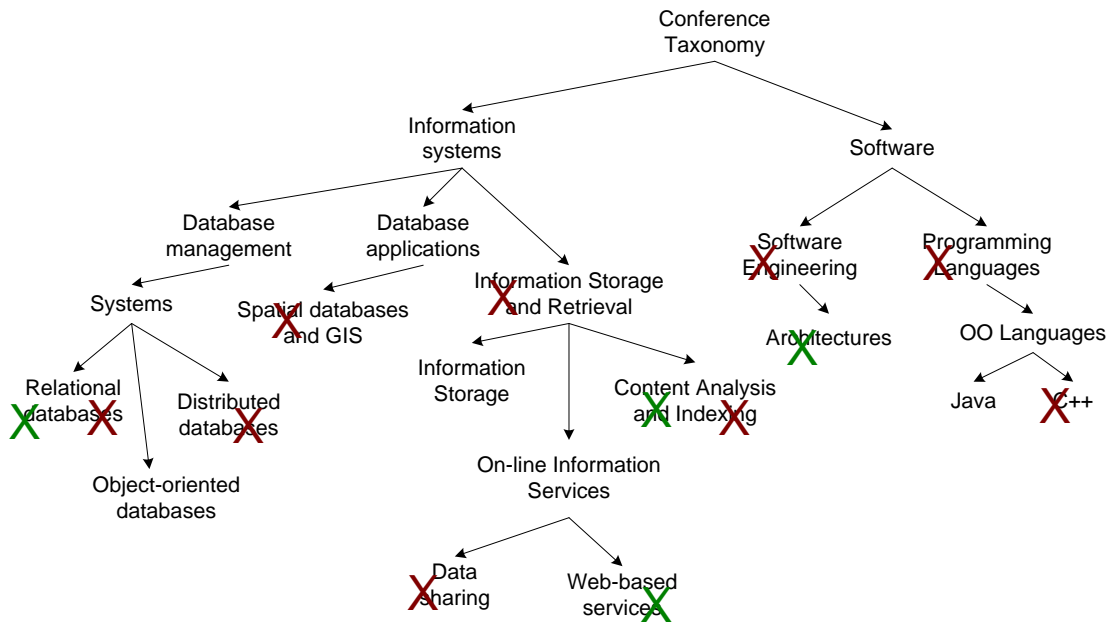 Conference
Taxonomy
Information
systems
Software
Database
management
Database
applications
Software
Engineering
Programming
Languages
Systems
Spatial databases
and GIS
Information Storage
and Retrieval
Architectures
OO Languages
Relational
databases
Distributed
databases
Information
Storage
Content Analysis
and Indexing
Java
C++
Object-oriented
databases
On-line Information
Services
Data
sharing
Web-based
services